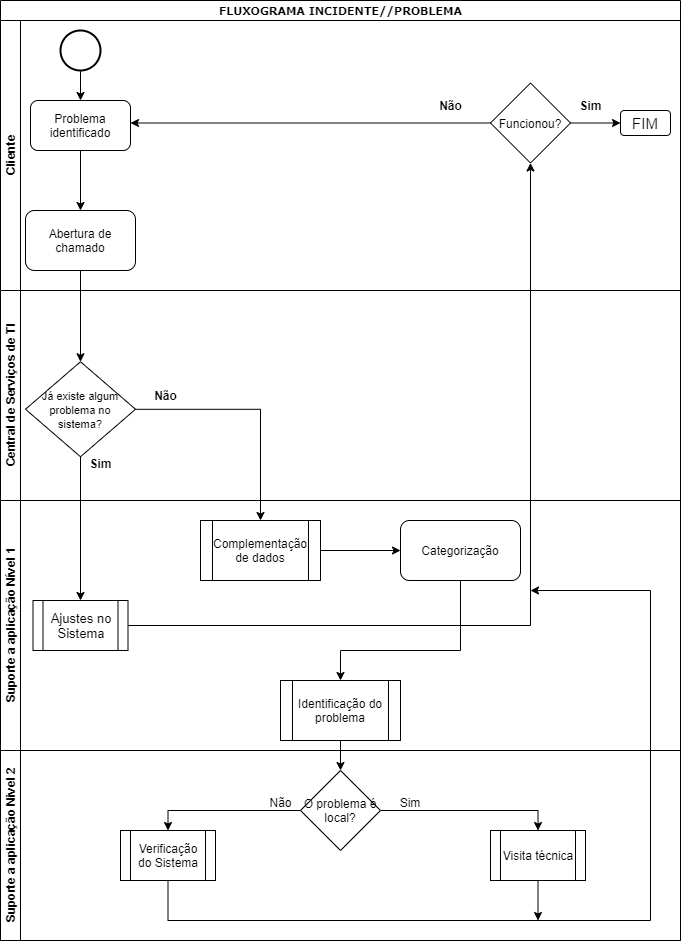 FLUXOGRAMA INCIDENTE//PROBLEMA
Cliente
Problema
identificado
Não
Funcionou?
Sim
FIM
Abertura de
chamado
Central de Serviços de TI
Já existe algum
problema no
sistema?
Não
Sim
Suporte a aplicação Nível 1
Complementação
de dados
Categorização
Ajustes no
Sistema
Identificação do
problema
Suporte a aplicação Nível 2
Não
O problema é
local?
Sim
Verificação
do Sistema
Visita técnica